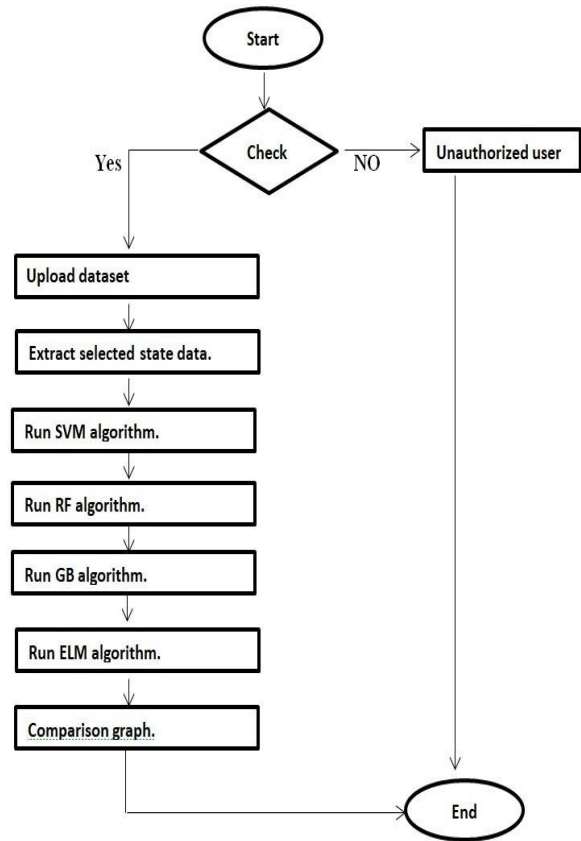 Start
Check
Yes
NO
Unauthorized user
Upload dataset
Extract selected state data.
Run SVM algorithm.
Run RF algorithm.
Run GB algorithm.
Run ELM algorithm.
Comparison graph.
End